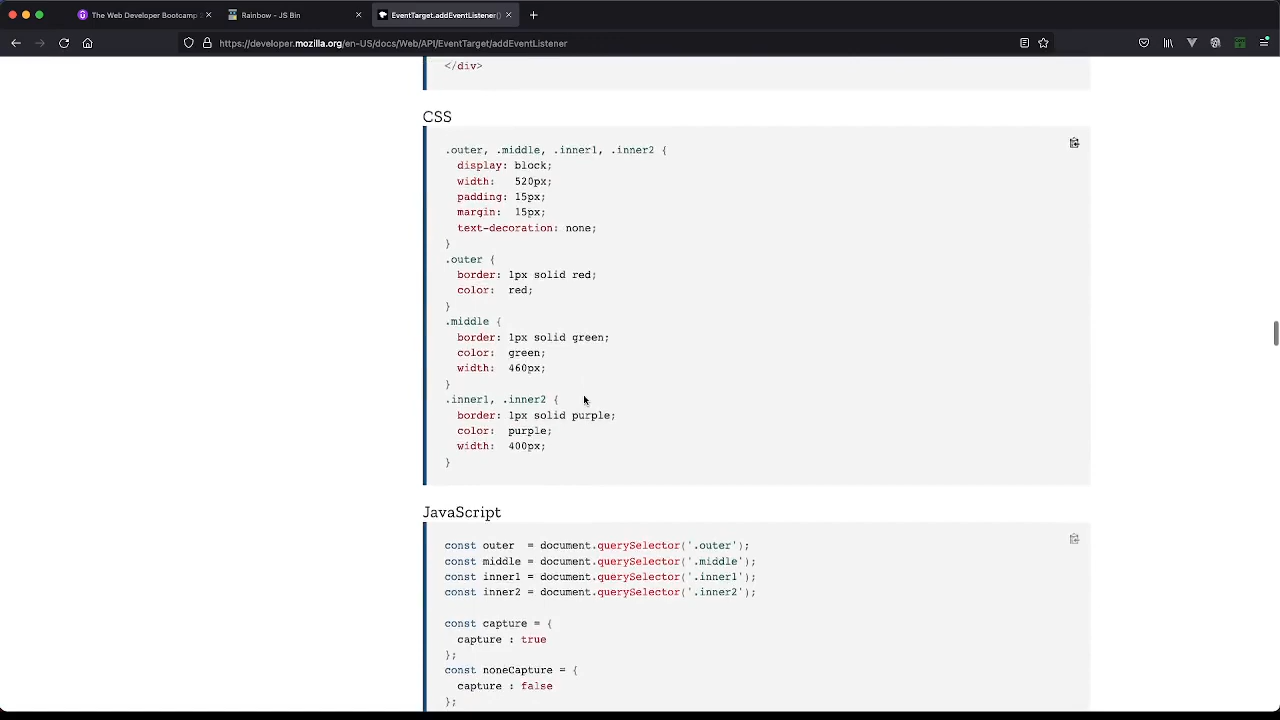 The Web Developer Bootcamp
Rainbow - JS Bin
EventTarget.addEventListener()
https://developer.mozilla.org/en-US/docs/Web/API/EventTarget/addEventListener
</div>
CSS
.outer, .middle, .inner1, .inner2 {
  display: block;
  width:   520px;
  padding: 15px;
  margin:  15px;
  text-decoration: none;
}
.outer {
  border: 1px solid red;
  color:  red;
}
.middle {
  border: 1px solid green;
  color:  green;
  width:  460px;
}
.inner1, .inner2 {
  border: 1px solid purple;
  color:  purple;
  width:  400px;
}
JavaScript
const outer  = document.querySelector('.outer');
const middle = document.querySelector('.middle');
const inner1 = document.querySelector('.inner1');
const inner2 = document.querySelector('.inner2');
const capture = {
  capture : true
};
const noneCapture = {
  capture : false
};